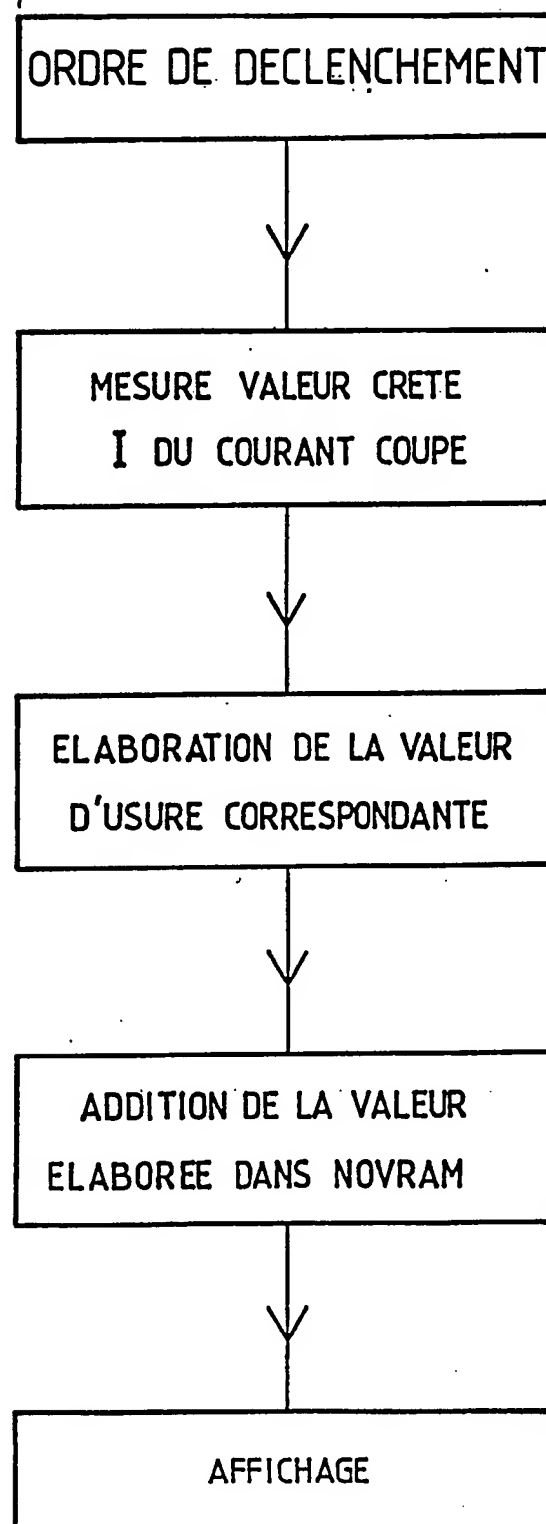 ORDRE DE DECLENCHEMENT
MESURE VALEUR CRETE
I DU COURANT COUPE
ELABORATION DE LA VALEUR
D'USURE CORRESPONDANTE
ADDITION DE LA VALEUR
ELABOREE DANS NOVRAM
AFFICHAGE